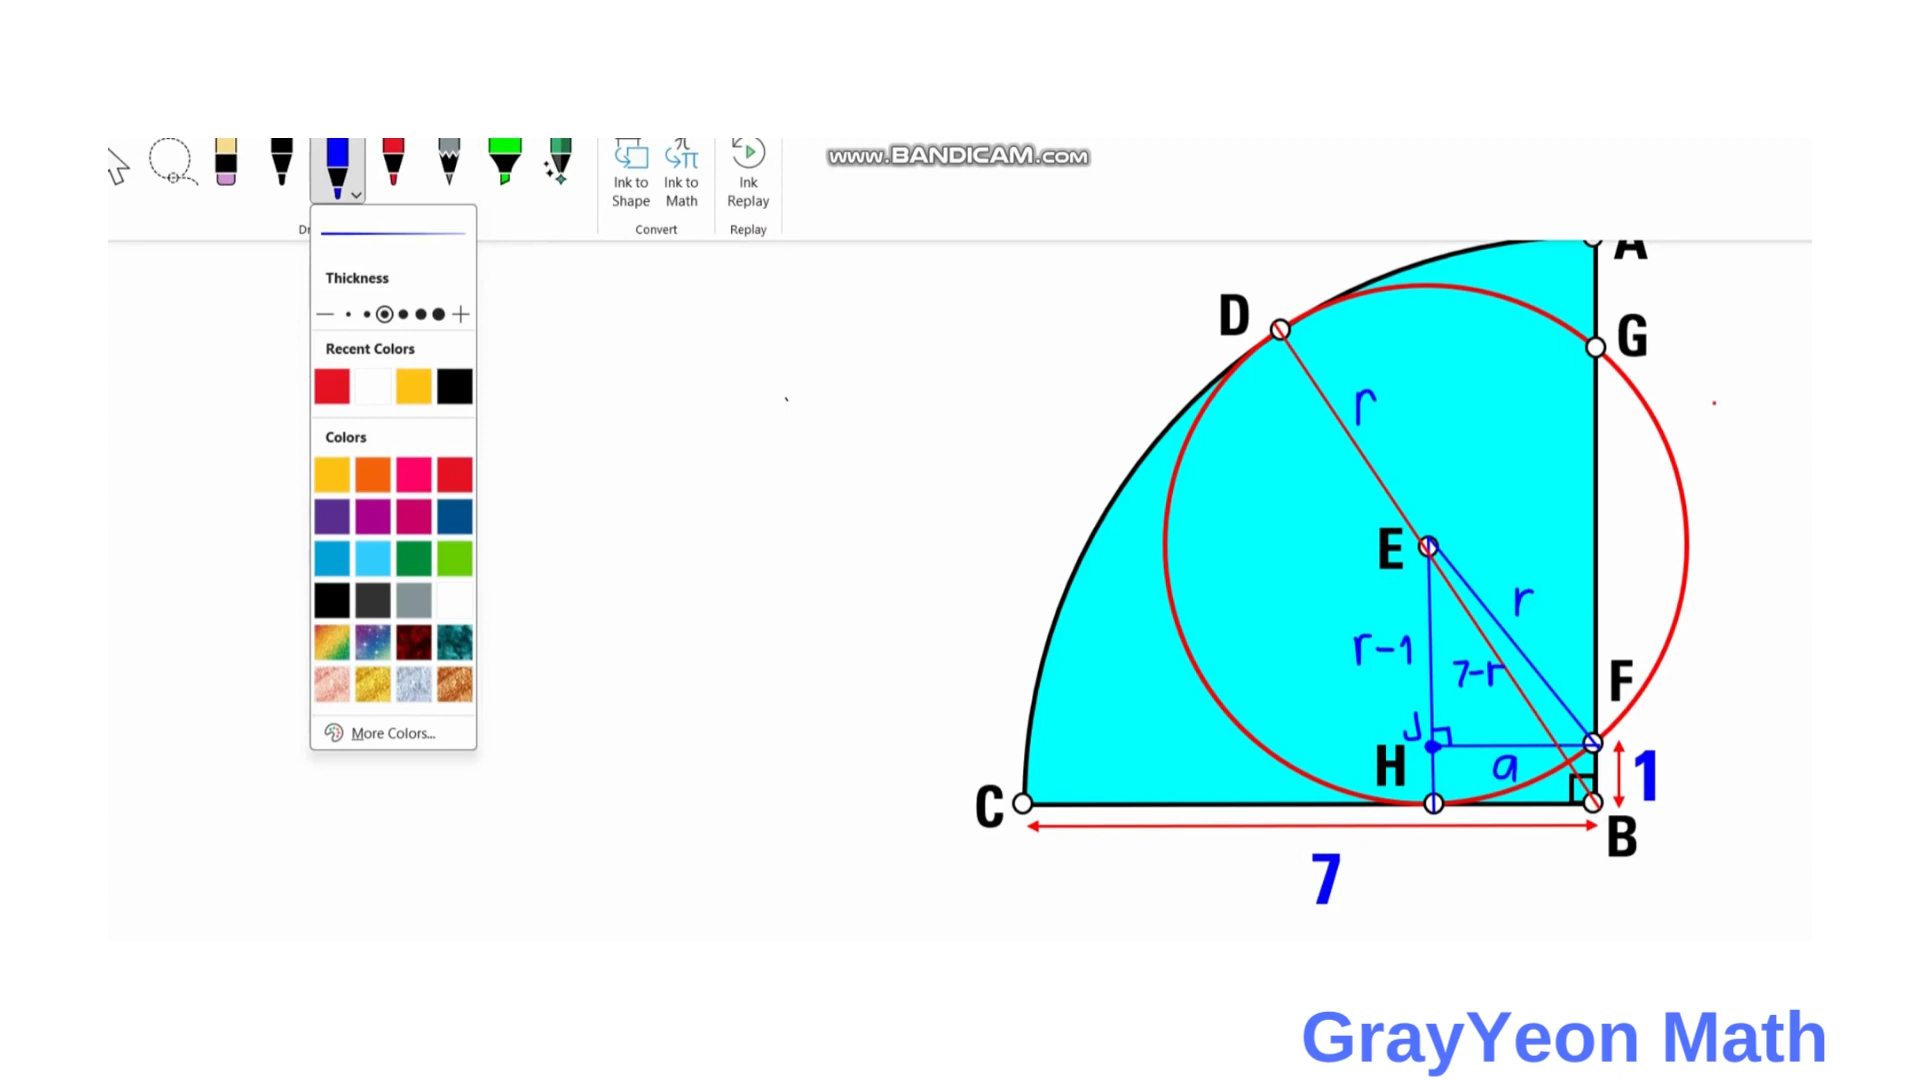 www.BANDICAM.com
Ink to Shape
Ink to Math
Ink Replay
Convert
Replay
Dr
Thickness
Recent Colors
Colors
More Colors...
A
D
G
r
E
r
r-1
7-r
F
J
H
a
1
C
B
7
GrayYeon Math